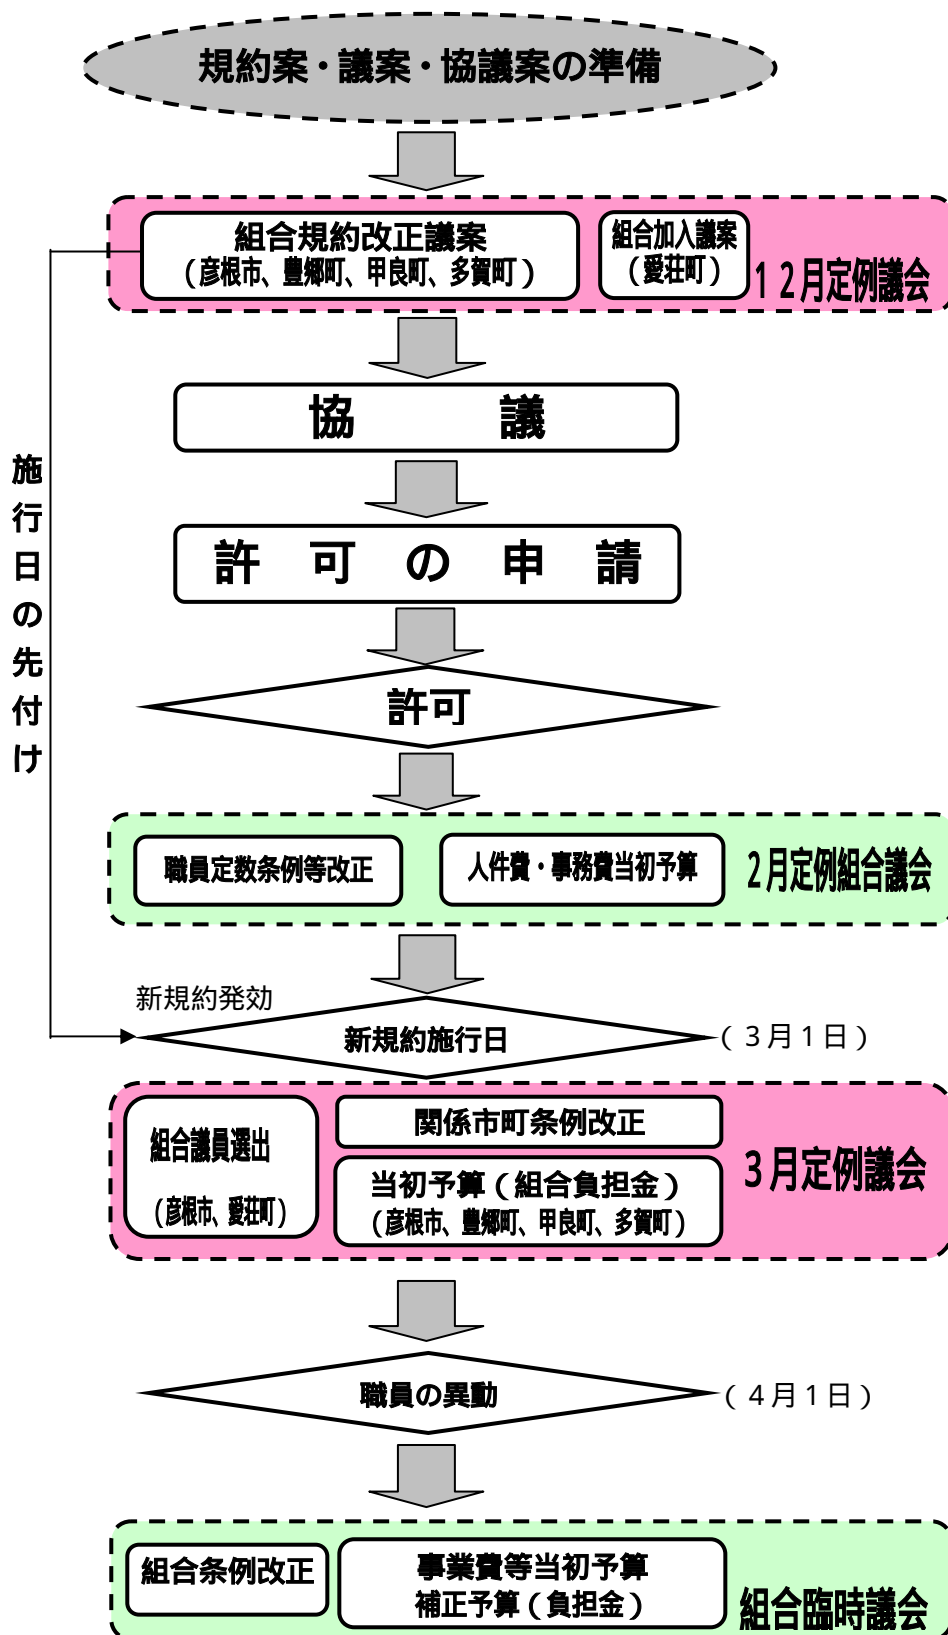 規約案・議案・協議案の準備
組合規約改正議案
（彦根市、豊郷町、甲良町、多賀町）
組合加入議案
（愛荘町）
１２月定例議会
協　議
施行日の先付け
許可の申請
許可
職員定数条例等改正
人件費・事務費当初予算
２月定例組合議会
新規約発効
新規約施行日
（３月１日）
組合議員選出
（彦根市、愛荘町）
関係市町条例改正
当初予算（組合負担金）
（彦根市、豊郷町、甲良町、多賀町）
３月定例議会
職員の異動
（４月１日）
組合条例改正
事業費等当初予算
補正予算（負担金）
組合臨時議会